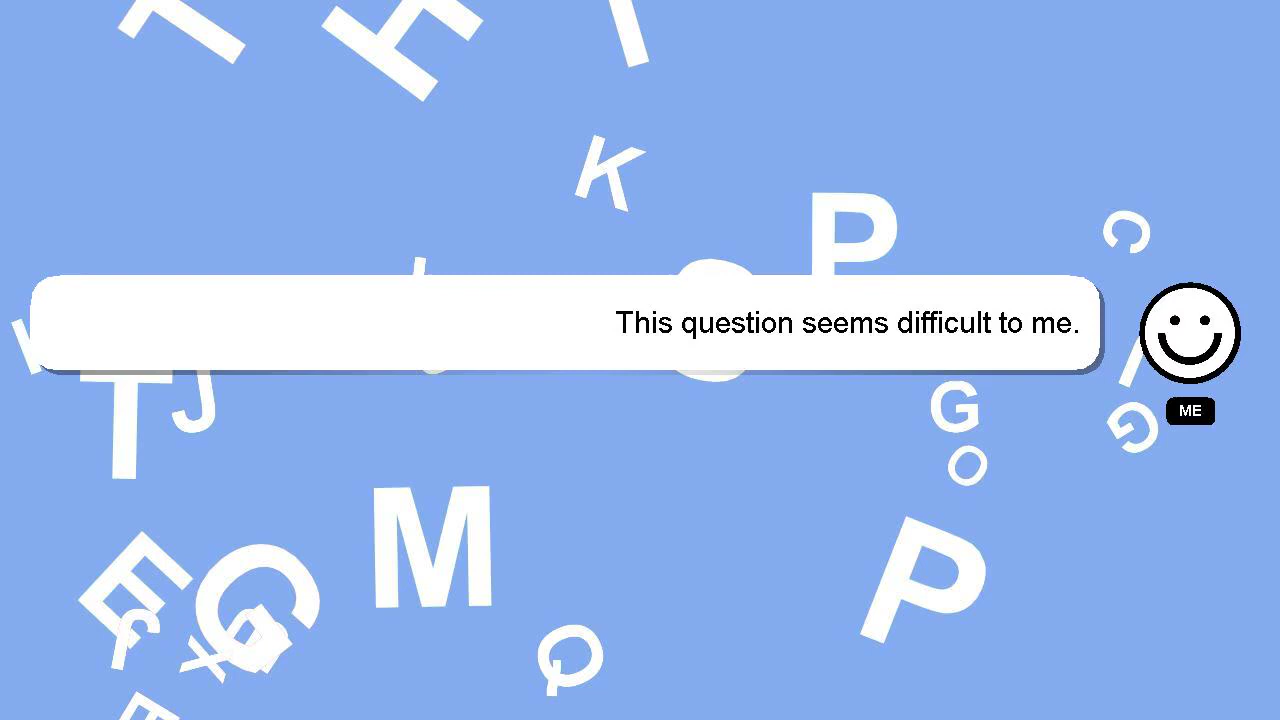 This question seems difficult to me.
ME
K
P
C
T
J
G
G
O
M
E
G
P
J
X
Q
E